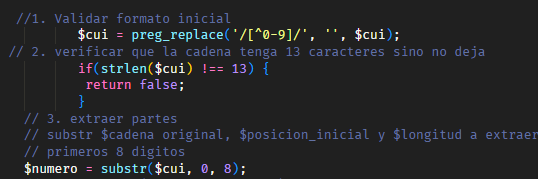 //1. Validar formato inicial
$cui = preg_replace('/[^0-9]/', '', $cui);
// 2. verificar que la cadena tenga 13 caracteres sino no deja
if(strlen($cui) !== 13) {
return false;
}
// 3. extraer partes
// substr $cadena original, $posicion_inicial y $longitud a extraer
// primeros 8 digitos
$numero = substr($cui, 0, 8);